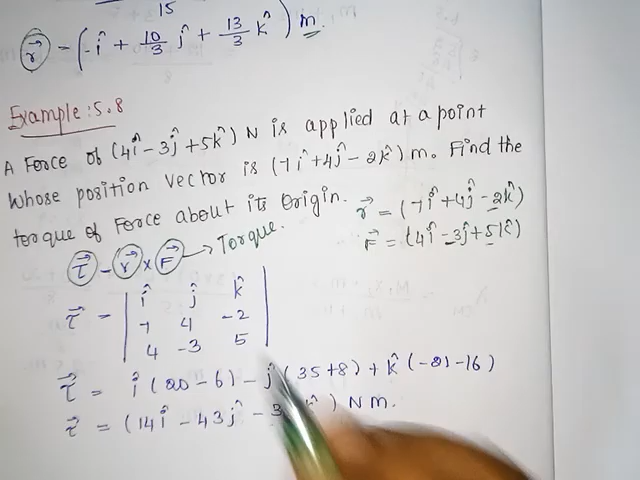 15
r⃗ = (-î + 10/3 ĵ + 13/3 k̂) m.
Example: 5.8
A Force of (4î - 3ĵ + 5k̂) N is applied at a point
whose position vector is (7î + 4ĵ - 2k̂) m. Find the
torque of Force about its origin.
r⃗ = (7î + 4ĵ - 2k̂)
F⃗ = (4î - 3ĵ + 5k̂)
τ⃗ = r⃗ × F⃗ → Torque.
τ⃗ = | î ĵ k̂ |
7 4 -2
4 -3 5
τ⃗ = î (20 - 6) - ĵ (35 + 8) + k̂ (-21 - 16)
τ⃗ = (14î - 43ĵ - 3 k̂) N m.